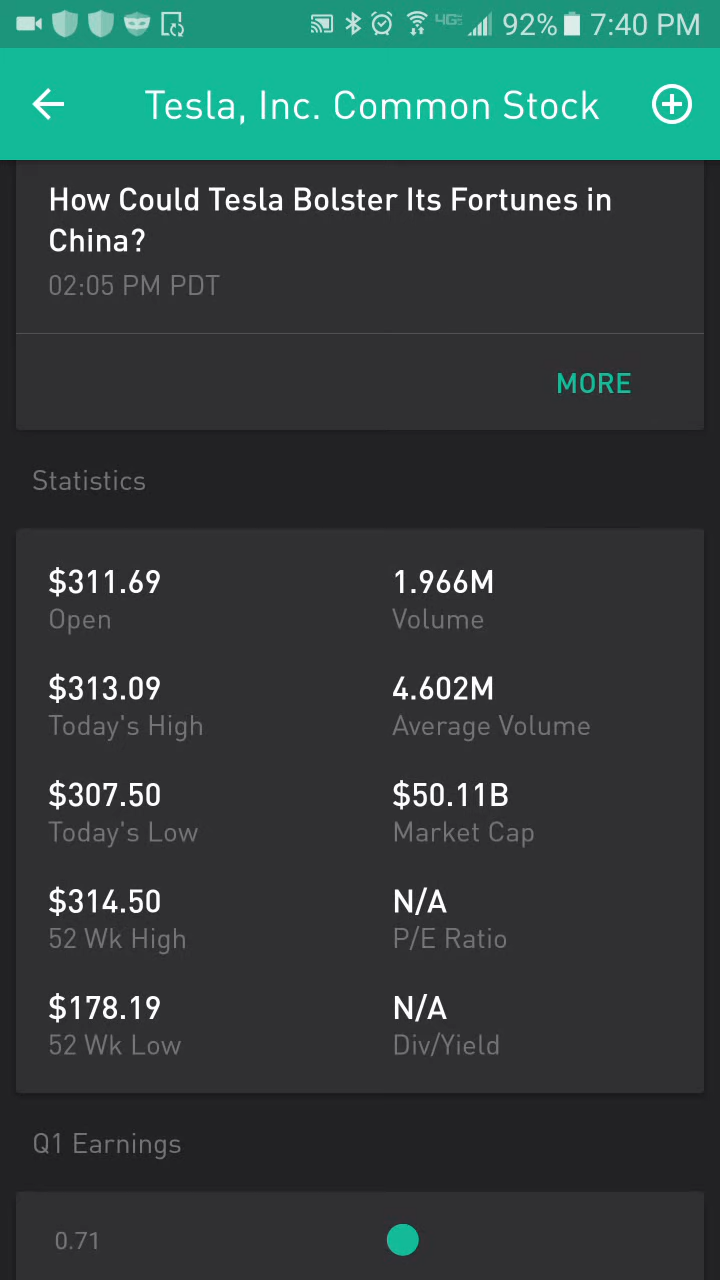 4G LTE 92% 7:40 PM
Tesla, Inc. Common Stock
How Could Tesla Bolster Its Fortunes in
China?
02:05 PM PDT
MORE
Statistics
$311.69 1.966M
Open Volume
$313.09 4.602M
Today's High Average Volume
$307.50 $50.11B
Today's Low Market Cap
$314.50 N/A
52 Wk High P/E Ratio
$178.19 N/A
52 Wk Low Div/Yield
Q1 Earnings
0.71